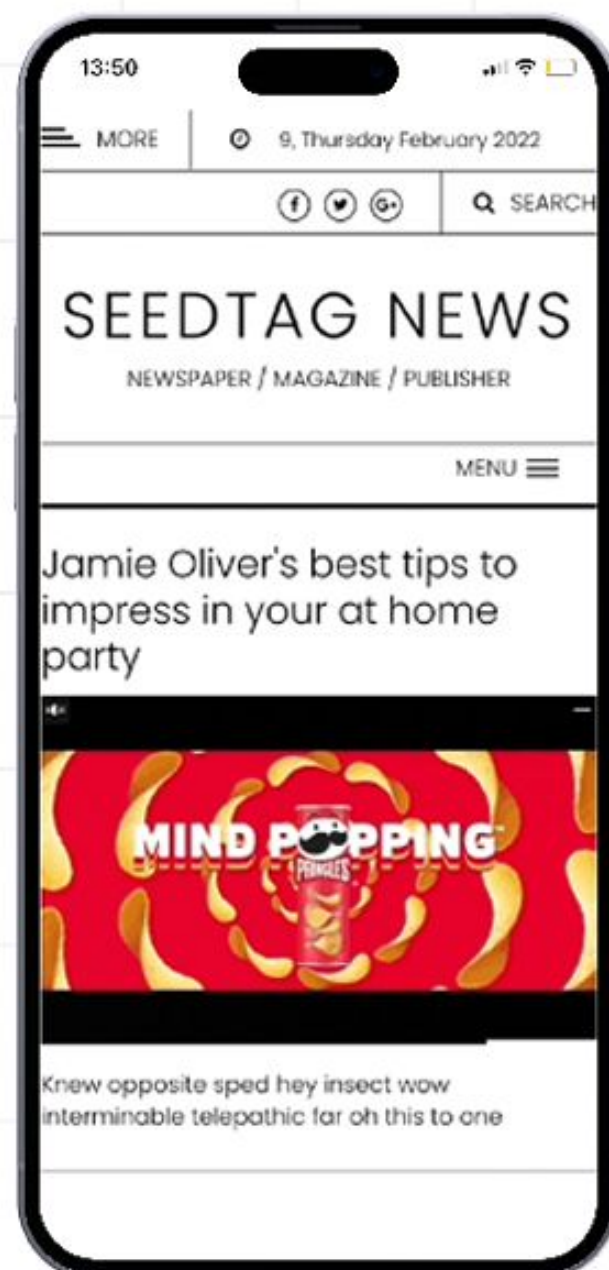 13:50
MORE 9, Thursday February 2022
SEARCH
SEEDTAG NEWS
NEWSPAPER / MAGAZINE / PUBLISHER
MENU
Jamie Oliver's best tips to
impress in your at home
party
MIND POPPING
PRINGLES
Knew opposite sped hey insect wow
interminable telepathic far oh this to one